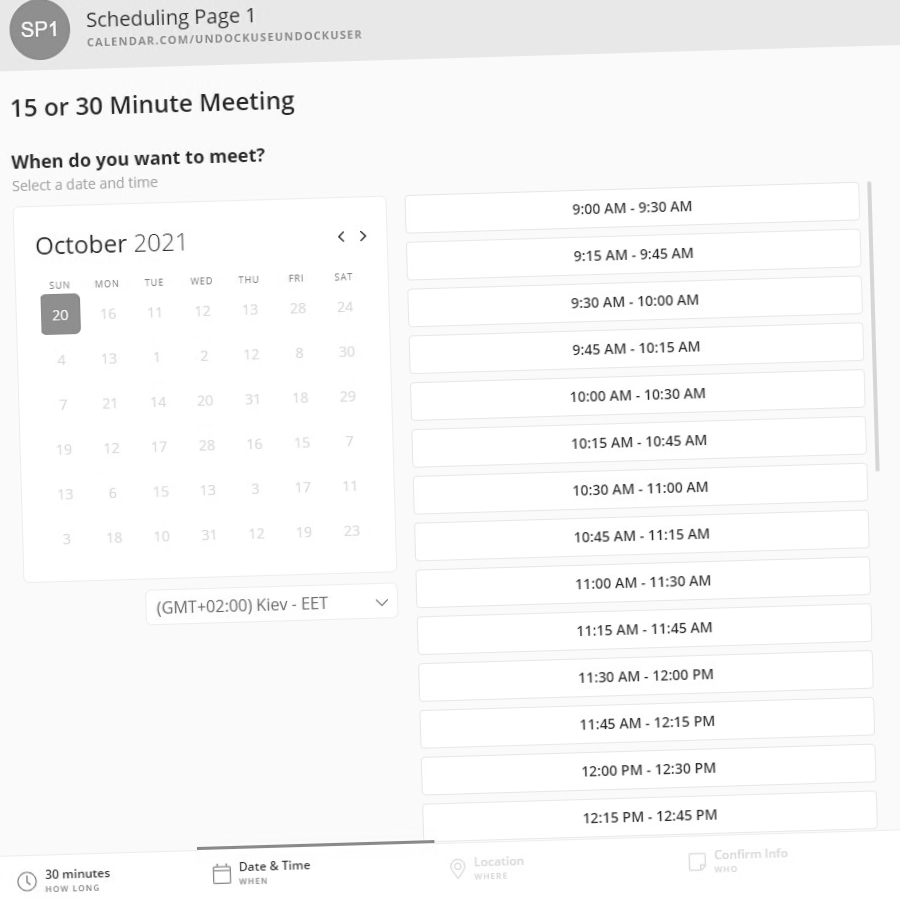 SP1
Scheduling Page 1
CALENDAR.COM/UNDOCKUSEUNDOCKUSER
15 or 30 Minute Meeting
When do you want to meet?
Select a date and time
October 2021
SUN MON TUE WED THU FRI SAT
20 16 11 12 13 28 24
4 13 1 2 12 8 30
7 21 14 20 31 18 29
19 12 17 28 16 15 7
13 6 15 13 3 17 11
3 18 10 31 12 19 23
(GMT+02:00) Kiev - EET
9:00 AM - 9:30 AM
9:15 AM - 9:45 AM
9:30 AM - 10:00 AM
9:45 AM - 10:15 AM
10:00 AM - 10:30 AM
10:15 AM - 10:45 AM
10:30 AM - 11:00 AM
10:45 AM - 11:15 AM
11:00 AM - 11:30 AM
11:15 AM - 11:45 AM
11:30 AM - 12:00 PM
11:45 AM - 12:15 PM
12:00 PM - 12:30 PM
12:15 PM - 12:45 PM
30 minutes
HOW LONG
Date & Time
WHEN
Location
WHERE
Confirm Info
WHO